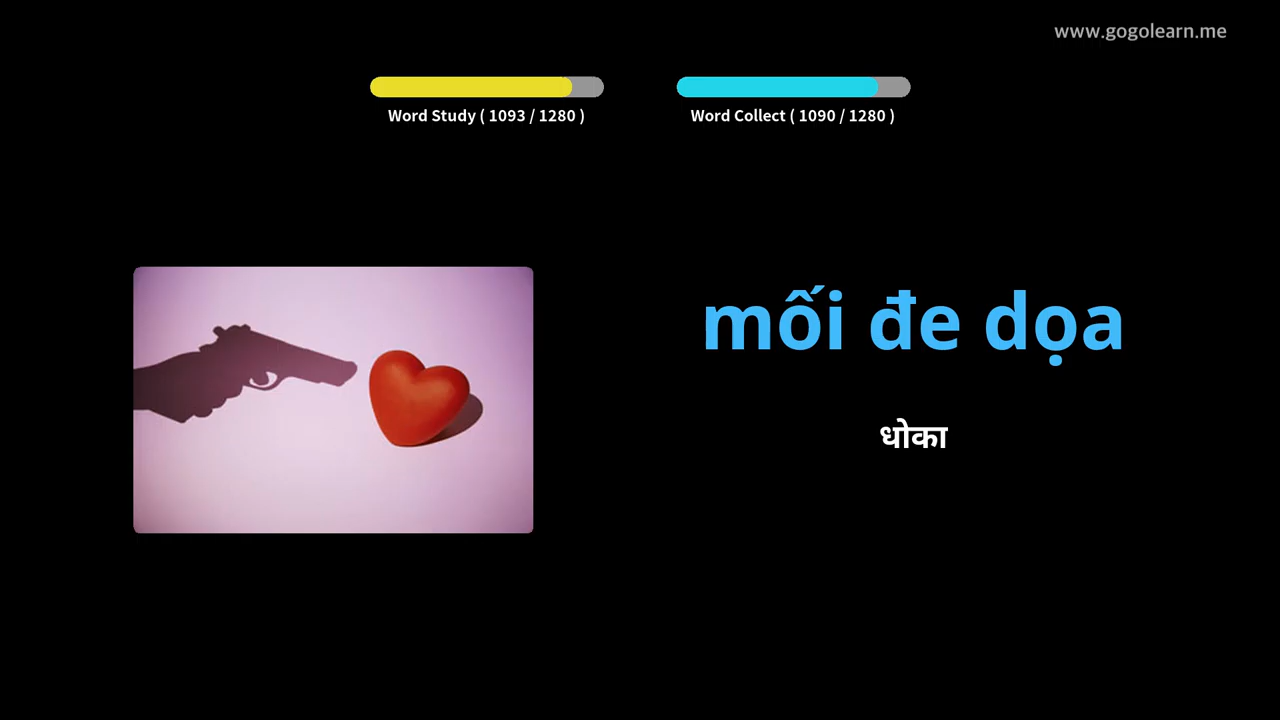 www.gogolearn.me
Word Study ( 1093 / 1280 )
Word Collect ( 1090 / 1280 )
mối đe dọa
धोका